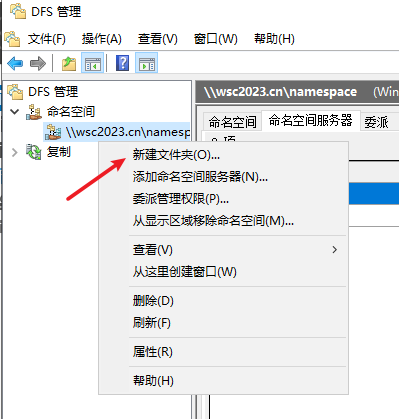 DFS 管理
文件(F) 操作(A) 查看(V) 窗口(W) 帮助(H)
DFS 管理
命名空间
\\wsc2023.cn\namesp
复制
\\wsc2023.cn\namespace (Win
命名空间 命名空间服务器 委派
新建文件夹(O)...
添加命名空间服务器(N)...
委派管理权限(P)...
从显示区域移除命名空间(M)...
查看(V)
从这里创建窗口(W)
删除(D)
刷新(F)
属性(R)
帮助(H)